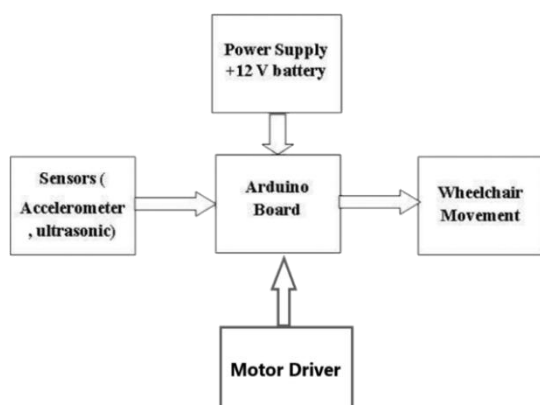 Power Supply
+12 V battery
Sensors (
Accelerometer
, ultrasonic)
Arduino
Board
Wheelchair
Movement
Motor Driver